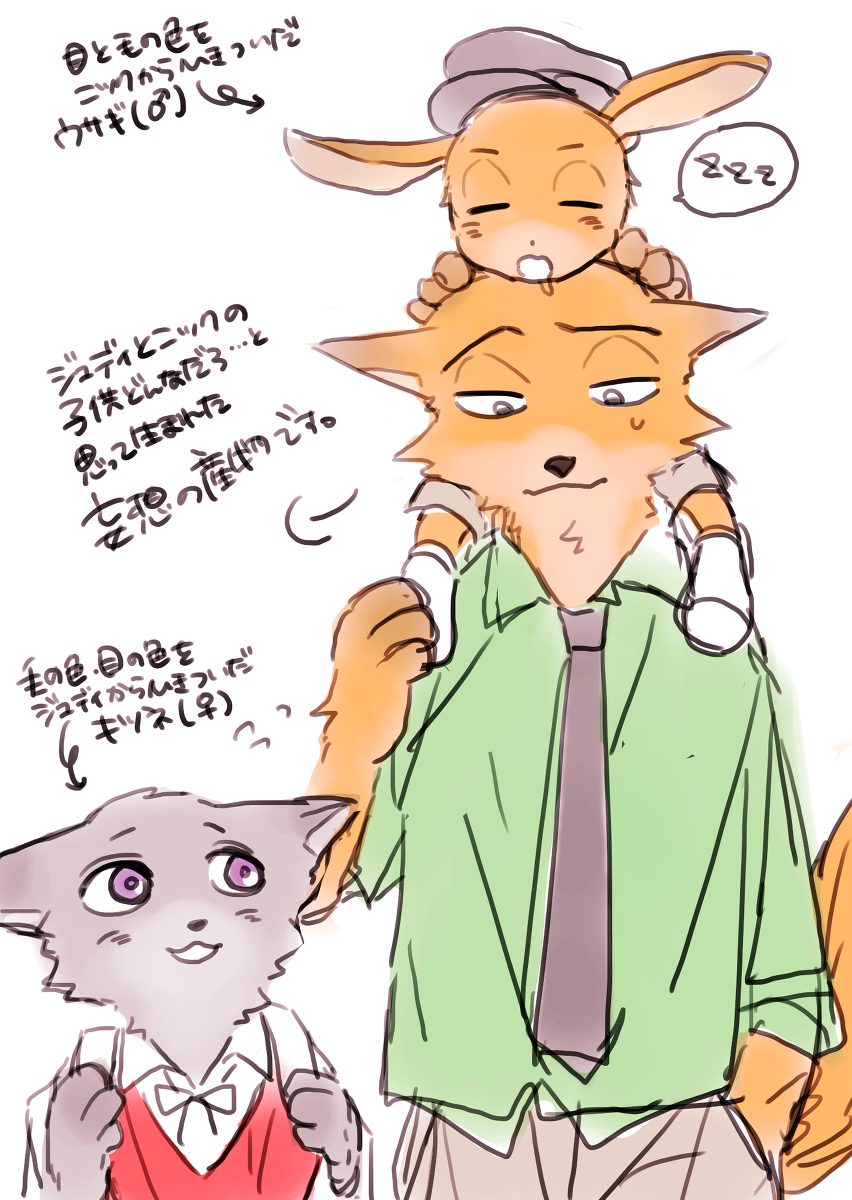 目と毛の色を
ニックからひきついだ
ウサギ(♂)
zzz
ジュディとニックの
子供どんなだろ…と
思って生まれた
妄想の産物です。
毛の色・目の色を
ジュディからひきついだ
キツネ(♀)